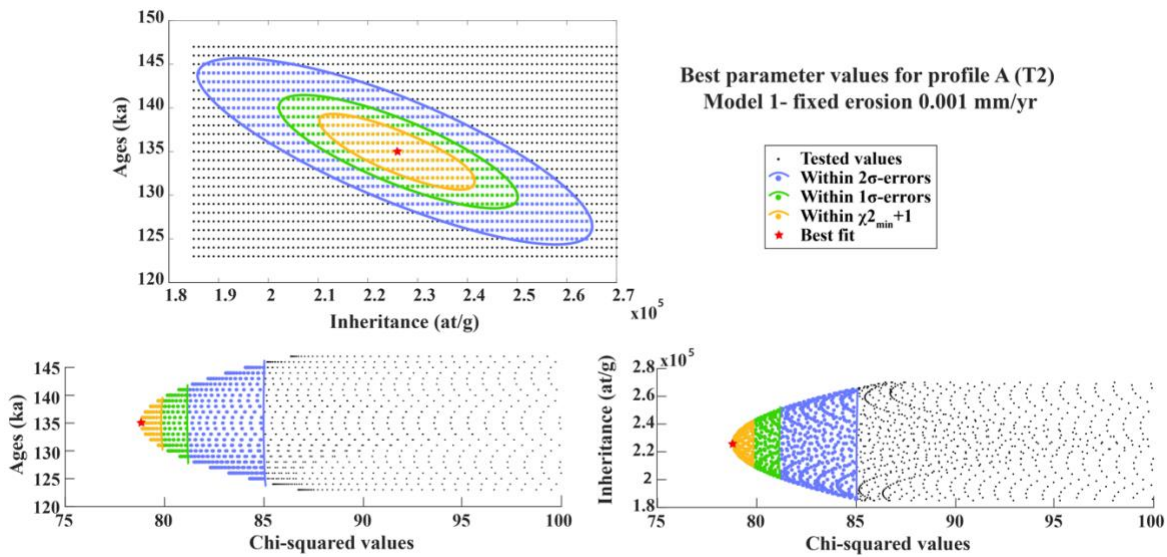 150
145
140
135
130
125
120
Ages (ka)
1.8 1.9 2 2.1 2.2 2.3 2.4 2.5 2.6 2.7
x10⁵
Inheritance (at/g)
Best parameter values for profile A (T2)
Model 1- fixed erosion 0.001 mm/yr
Tested values
Within 2σ-errors
Within 1σ-errors
Within χ2min+1
Best fit
145
140
135
130
125
120
Ages (ka)
75 80 85 90 95 100
Chi-squared values
x10⁵
2.8
2.6
2.4
2.2
2.0
1.8
Inheritance (at/g)
75 80 85 90 95 100
Chi-squared values